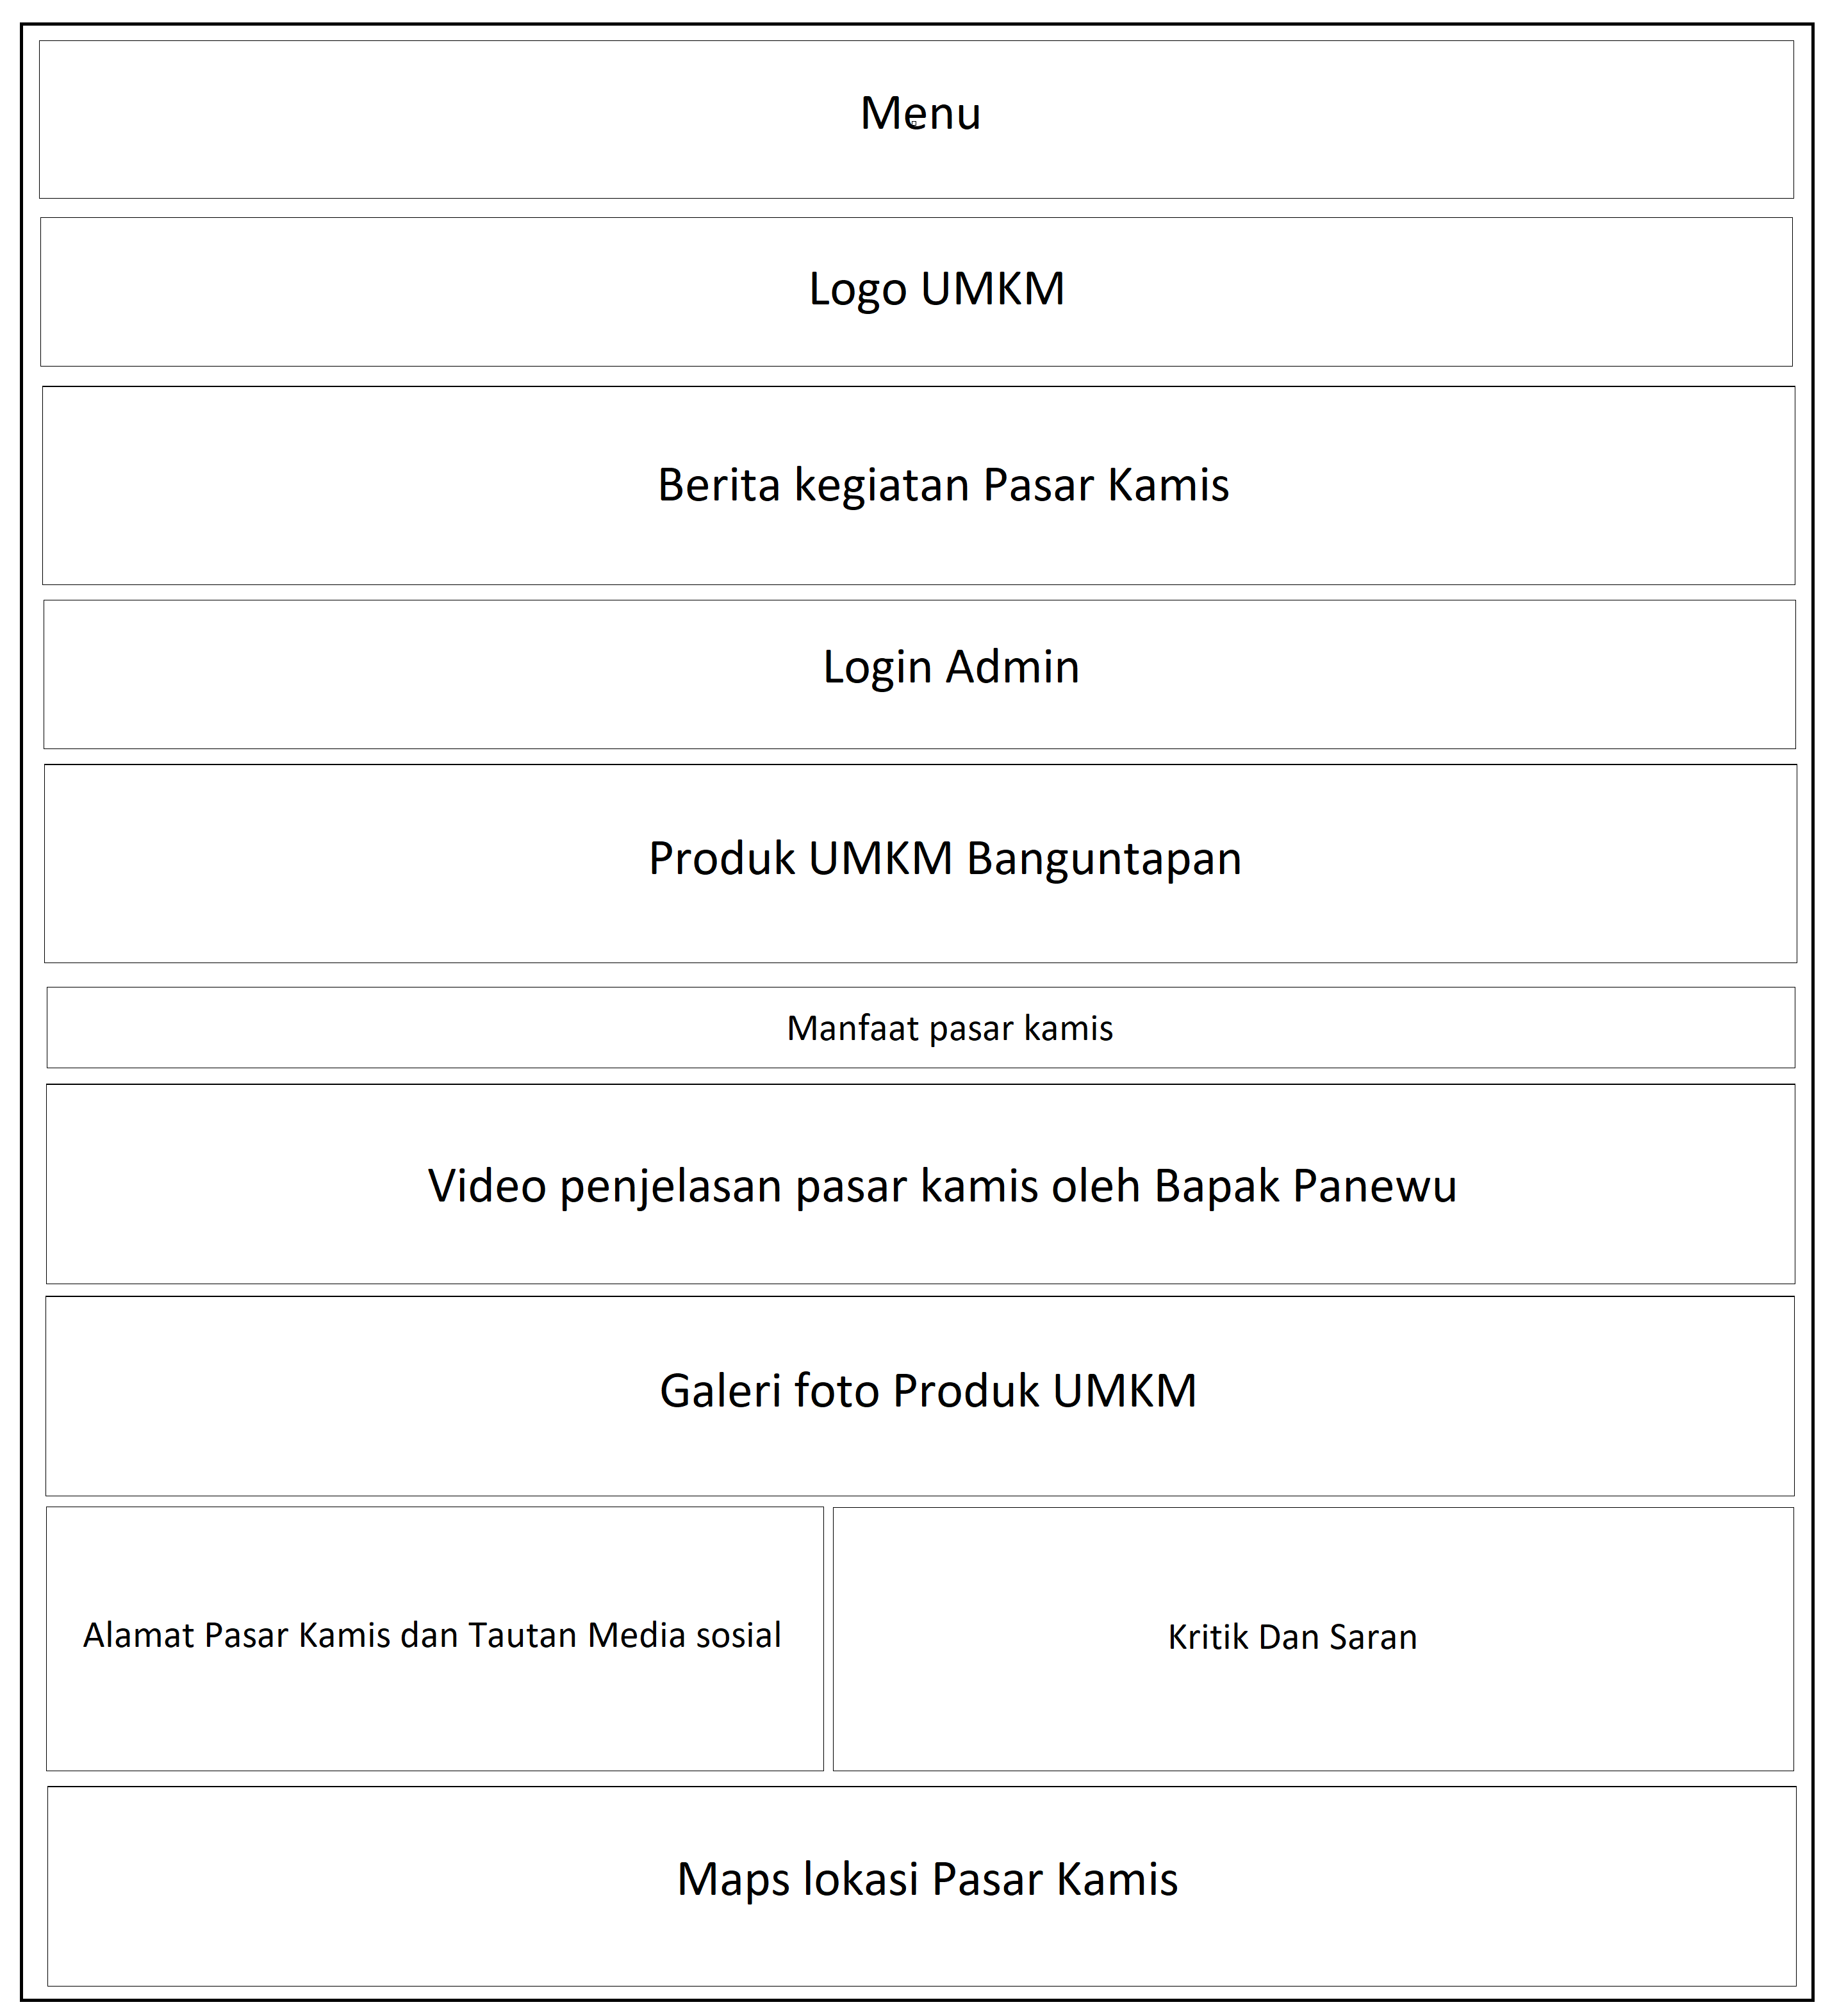 Menu
Logo UMKM
Berita kegiatan Pasar Kamis
Login Admin
Produk UMKM Banguntapan
Manfaat pasar kamis
Video penjelasan pasar kamis oleh Bapak Panewu
Galeri foto Produk UMKM
Alamat Pasar Kamis dan Tautan Media sosial
Kritik Dan Saran
Maps lokasi Pasar Kamis